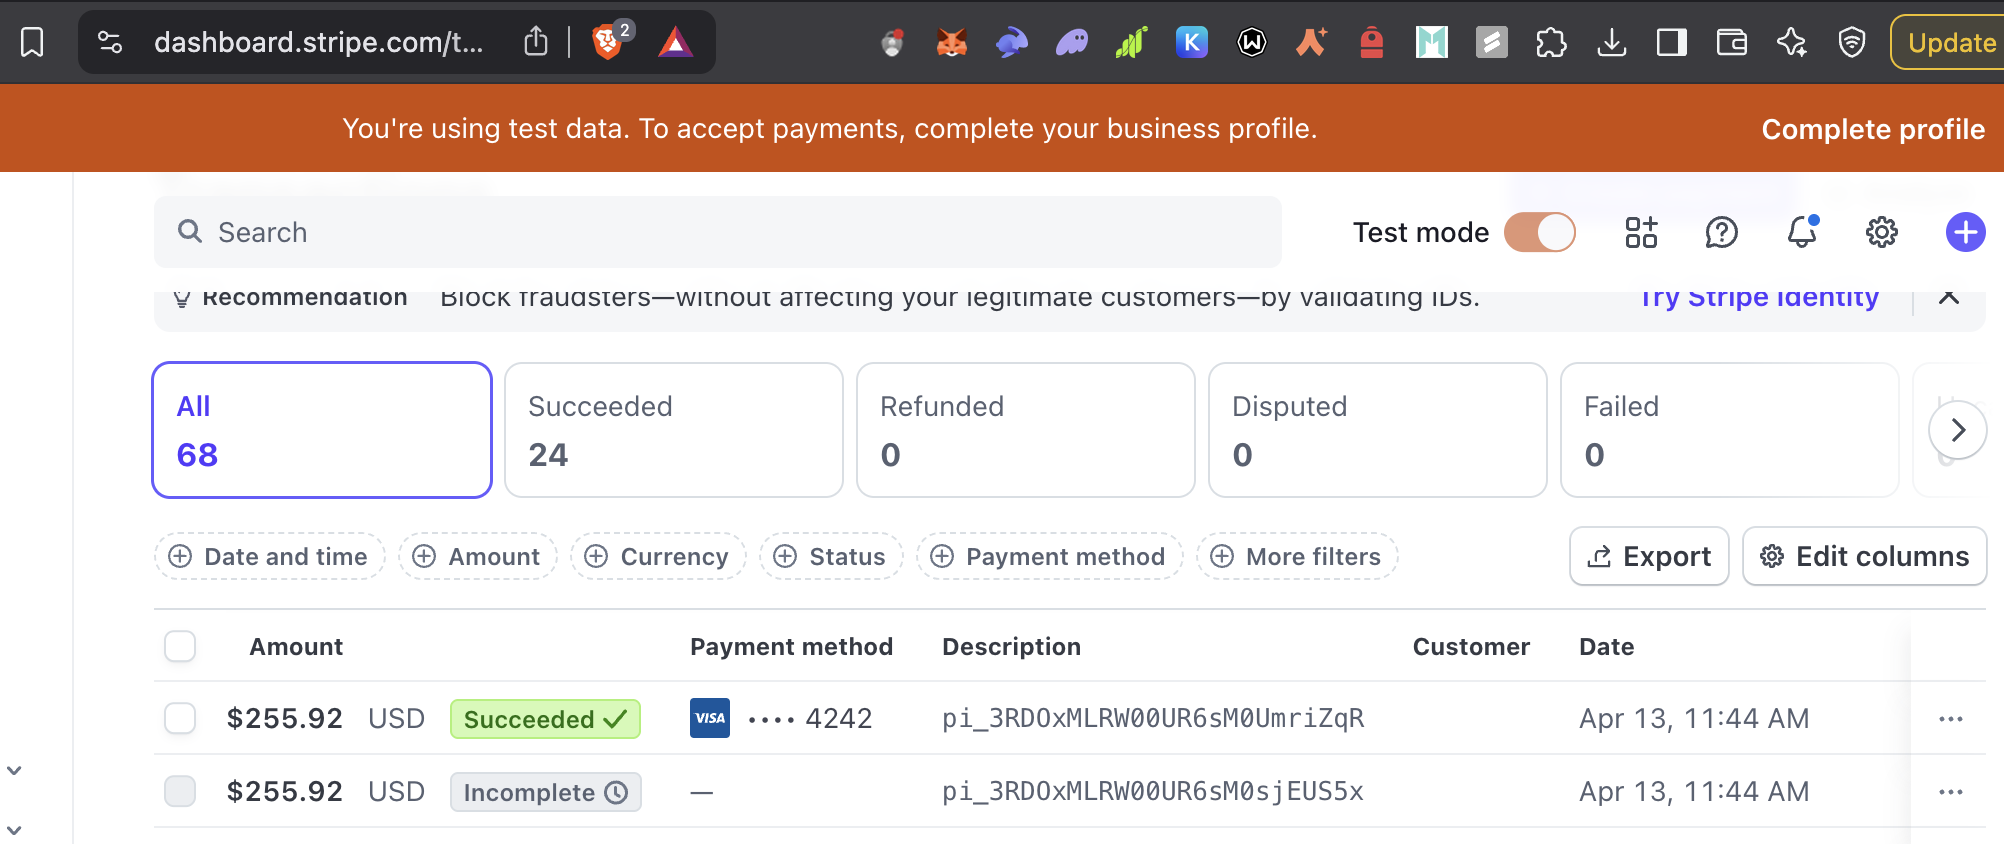 dashboard.stripe.com/t...
2
K
W
Update
You're using test data. To accept payments, complete your business profile.
Complete profile
Search
Test mode
Recommendation Block fraudsters—without affecting your legitimate customers—by validating IDs. Try Stripe Identity
All
68
Succeeded
24
Refunded
0
Disputed
0
Failed
0
Date and time
Amount
Currency
Status
Payment method
More filters
Export
Edit columns
Amount Payment method Description Customer Date
$255.92 USD Succeeded VISA •••• 4242 pi_3RDOxMLRW00UR6sM0UmriZqR Apr 13, 11:44 AM
$255.92 USD Incomplete — pi_3RDOxMLRW00UR6sM0sjEUS5x Apr 13, 11:44 AM